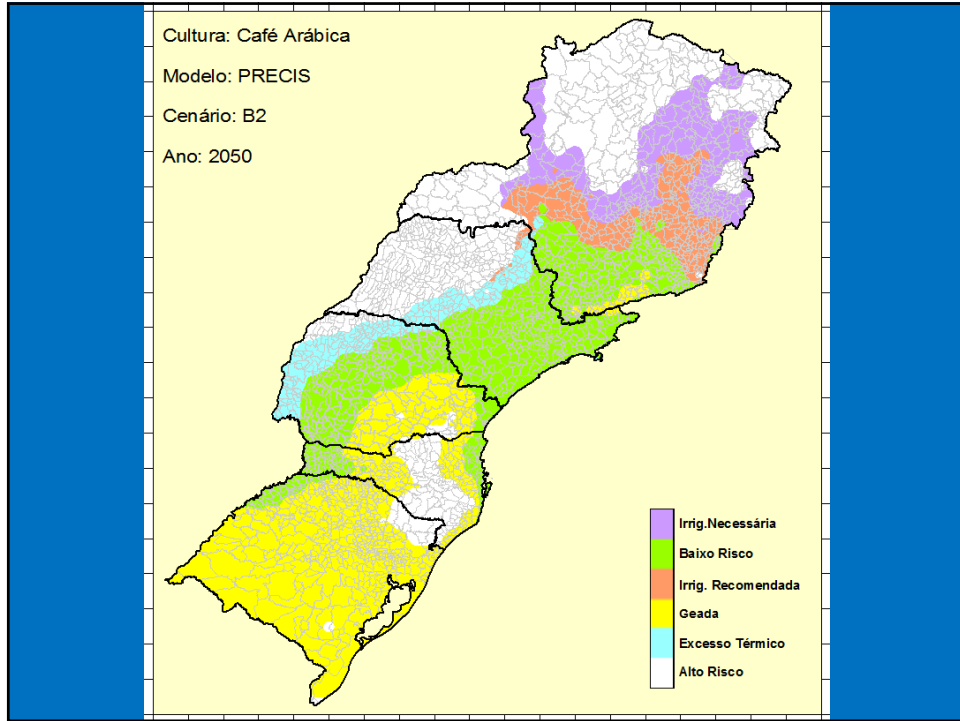 Cultura: Café Arábica
Modelo: PRECIS
Cenário: B2
Ano: 2050
Irrig.Necessária
Baixo Risco
Irrig. Recomendada
Geada
Excesso Térmico
Alto Risco